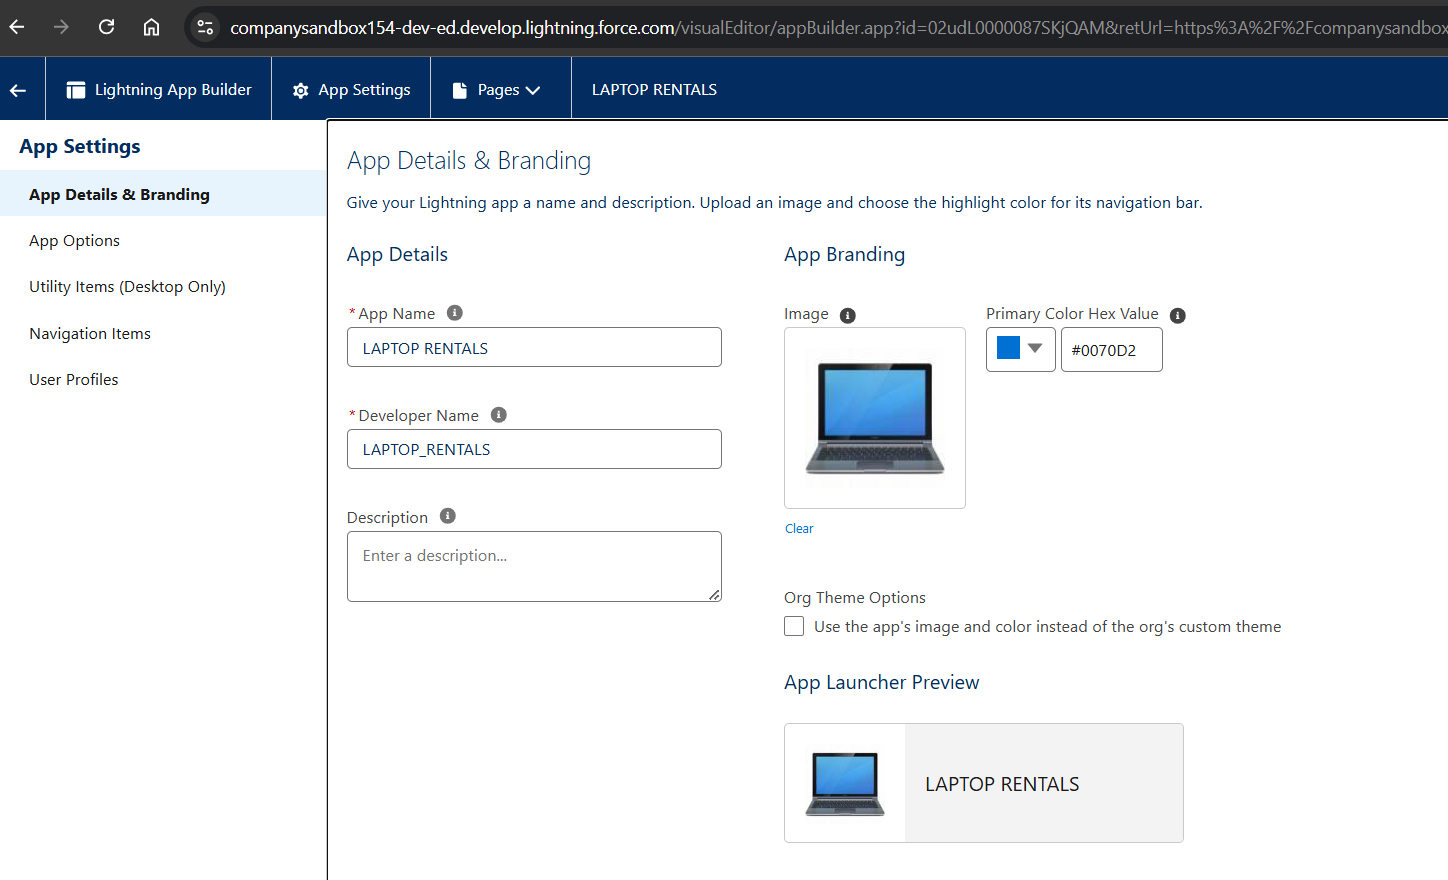 companysandbox154-dev-ed.develop.lightning.force.com/visualEditor/appBuilder.app?id=02udL0000087SKjQAM&retUrl=https%3A%2F%2Fcompanysandbox
Lightning App Builder
App Settings
Pages
LAPTOP RENTALS
App Settings
App Details & Branding
App Options
Utility Items (Desktop Only)
Navigation Items
User Profiles
App Details & Branding
Give your Lightning app a name and description. Upload an image and choose the highlight color for its navigation bar.
App Details
*App Name
LAPTOP RENTALS
*Developer Name
LAPTOP_RENTALS
Description
Enter a description...
App Branding
Image
Primary Color Hex Value
#0070D2
Clear
Org Theme Options
Use the app's image and color instead of the org's custom theme
App Launcher Preview
LAPTOP RENTALS